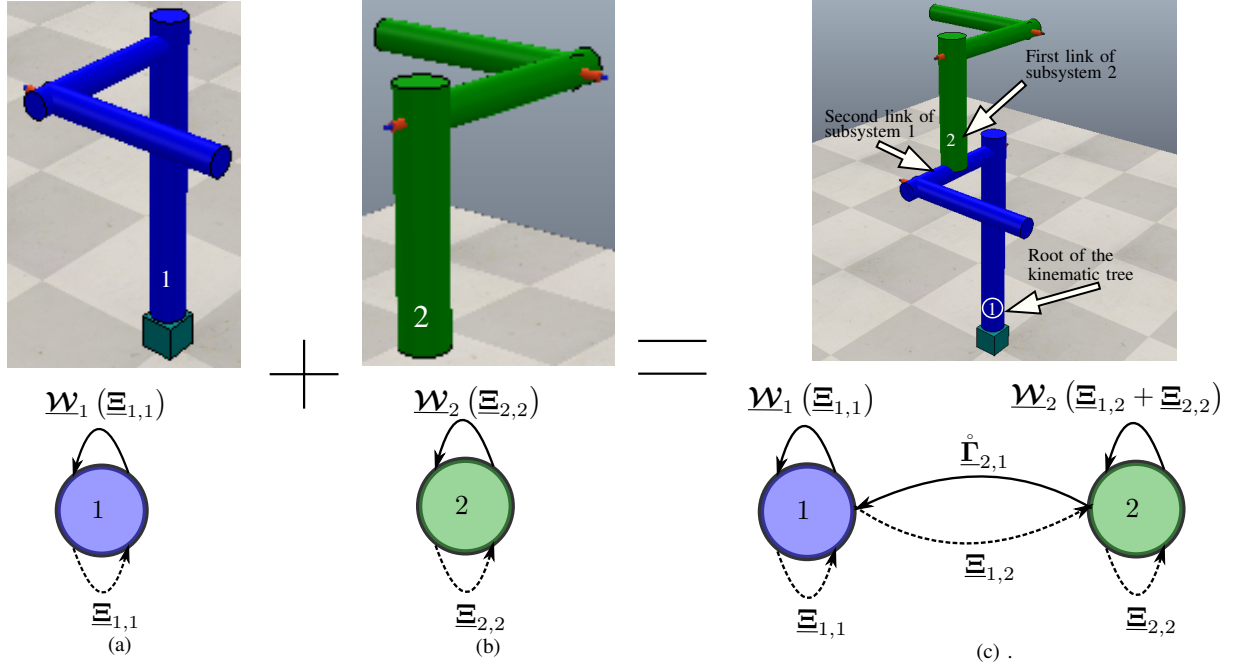 1
2
First link of
subsystem 2
Second link of
subsystem 1
2
Root of the
kinematic tree
1
+
=
𝓦₁ (Ξ₁,₁)
𝓦₂ (Ξ₂,₂)
𝓦₁ (Ξ₁,₁)
𝓦₂ (Ξ₁,₂ + Ξ₂,₂)
Γ̊₂,₁
1
2
1
2
Ξ₁,₂
Ξ₁,₁
Ξ₂,₂
Ξ₁,₁
Ξ₂,₂
(a)
(b)
(c) .